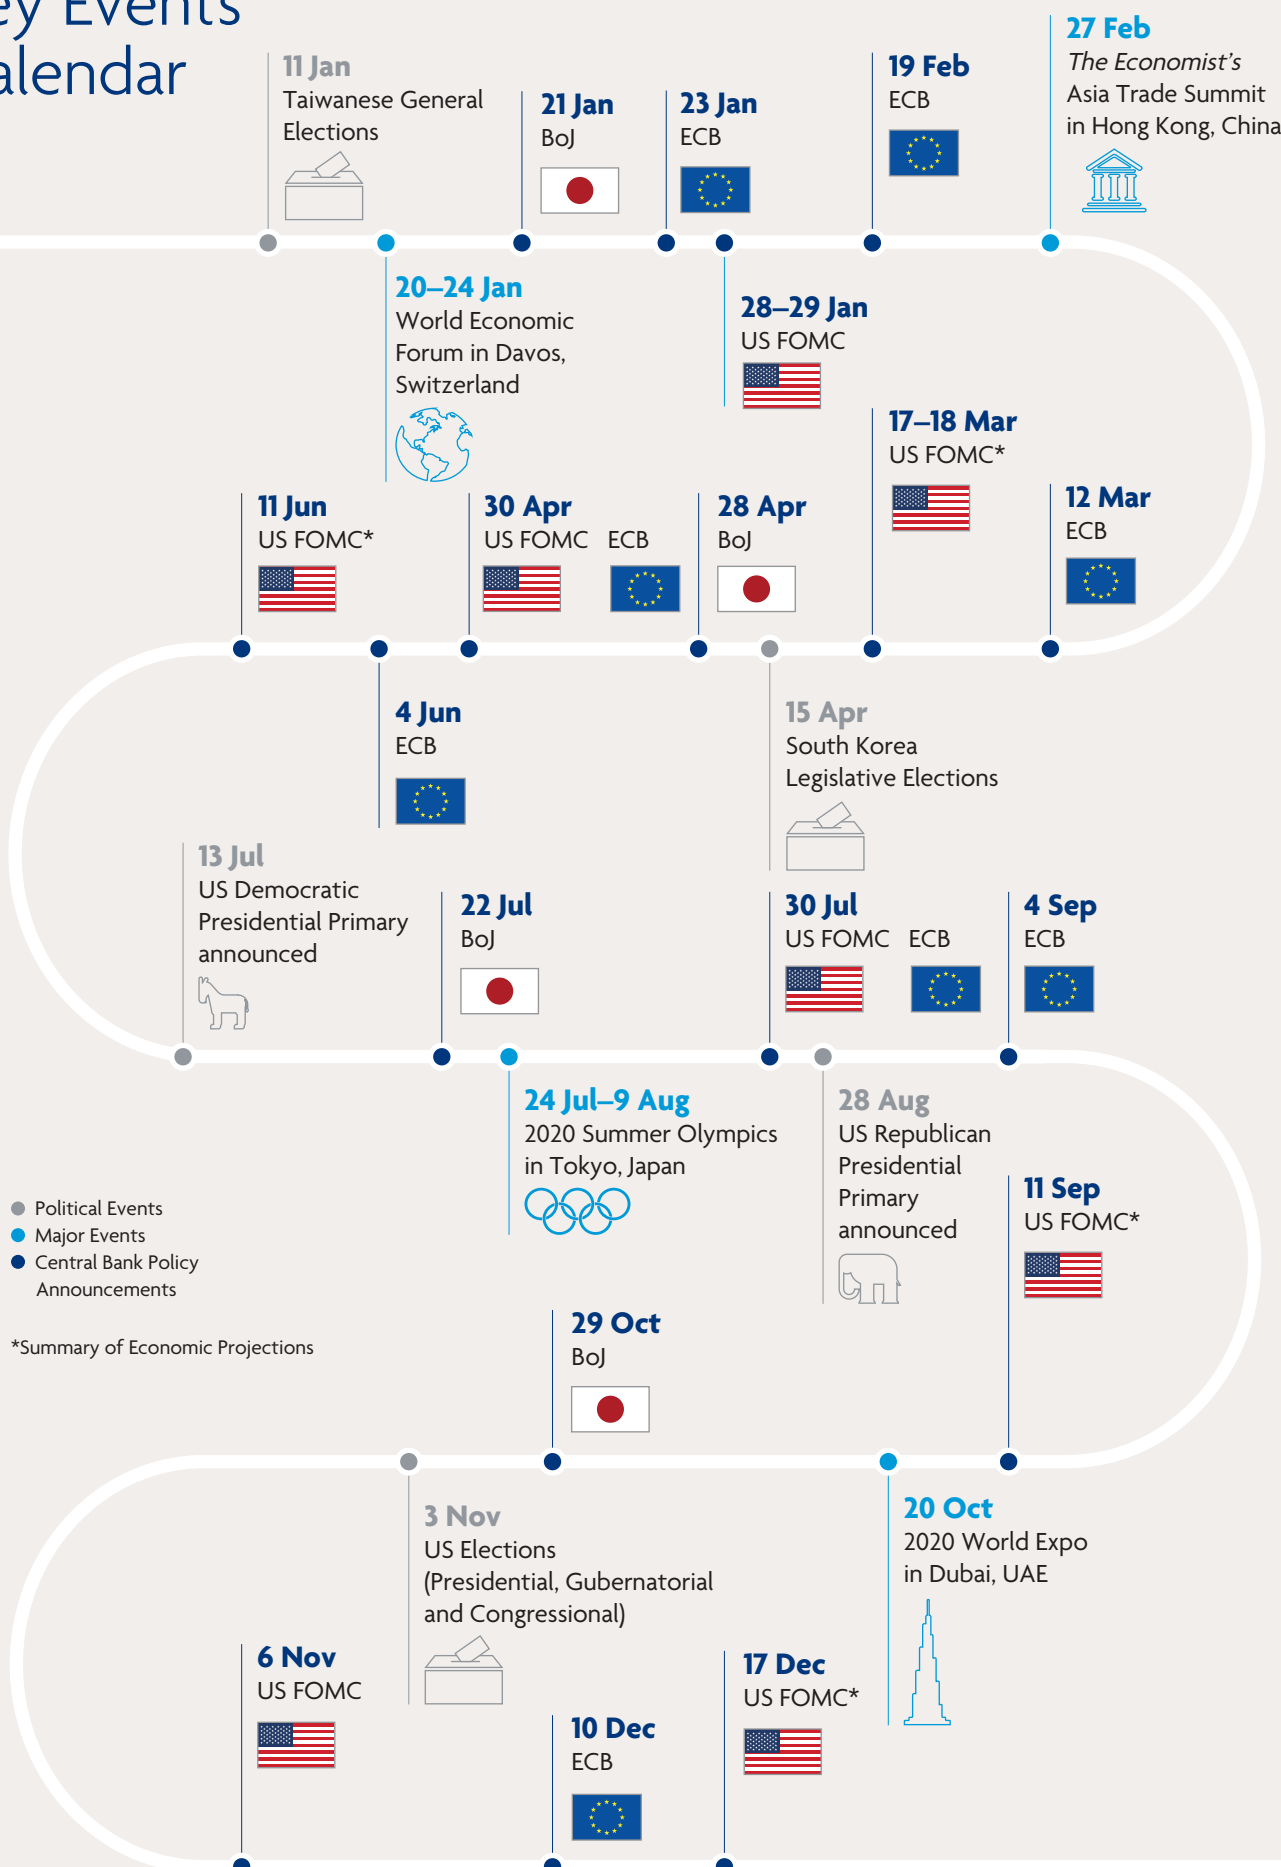 ey Events
alendar
11 Jan
Taiwanese General
Elections
20–24 Jan
World Economic
Forum in Davos,
Switzerland
21 Jan
BoJ
23 Jan
ECB
28–29 Jan
US FOMC
19 Feb
ECB
27 Feb
The Economist's
Asia Trade Summit
in Hong Kong, China
12 Mar
ECB
17–18 Mar
US FOMC*
15 Apr
South Korea
Legislative Elections
28 Apr
BoJ
30 Apr
US FOMC ECB
4 Jun
ECB
11 Jun
US FOMC*
13 Jul
US Democratic
Presidential Primary
announced
22 Jul
BoJ
24 Jul–9 Aug
2020 Summer Olympics
in Tokyo, Japan
30 Jul
US FOMC ECB
28 Aug
US Republican
Presidential
Primary
announced
4 Sep
ECB
11 Sep
US FOMC*
20 Oct
2020 World Expo
in Dubai, UAE
29 Oct
BoJ
3 Nov
US Elections
(Presidential, Gubernatorial
and Congressional)
6 Nov
US FOMC
10 Dec
ECB
17 Dec
US FOMC*
Political Events
Major Events
Central Bank Policy
Announcements
*Summary of Economic Projections